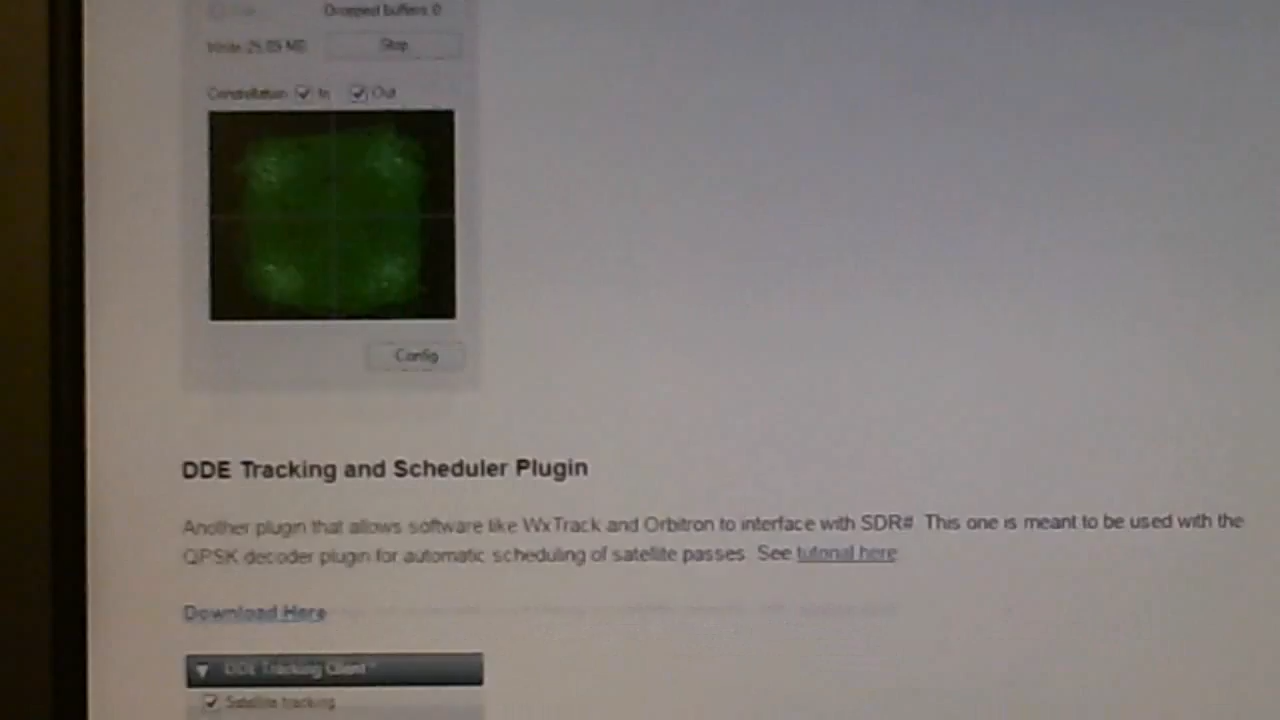 Dropped buffers 0
Stop
Constellation In Out
Config
DDE Tracking and Scheduler Plugin
Another plugin that allows software like WxTrack and Orbitron to interface with SDR#. This one is meant to be used with the
QPSK decoder plugin for automatic scheduling of satellite passes. See tutorial here
Download Here
DDE Tracking Client
Satellite tracking